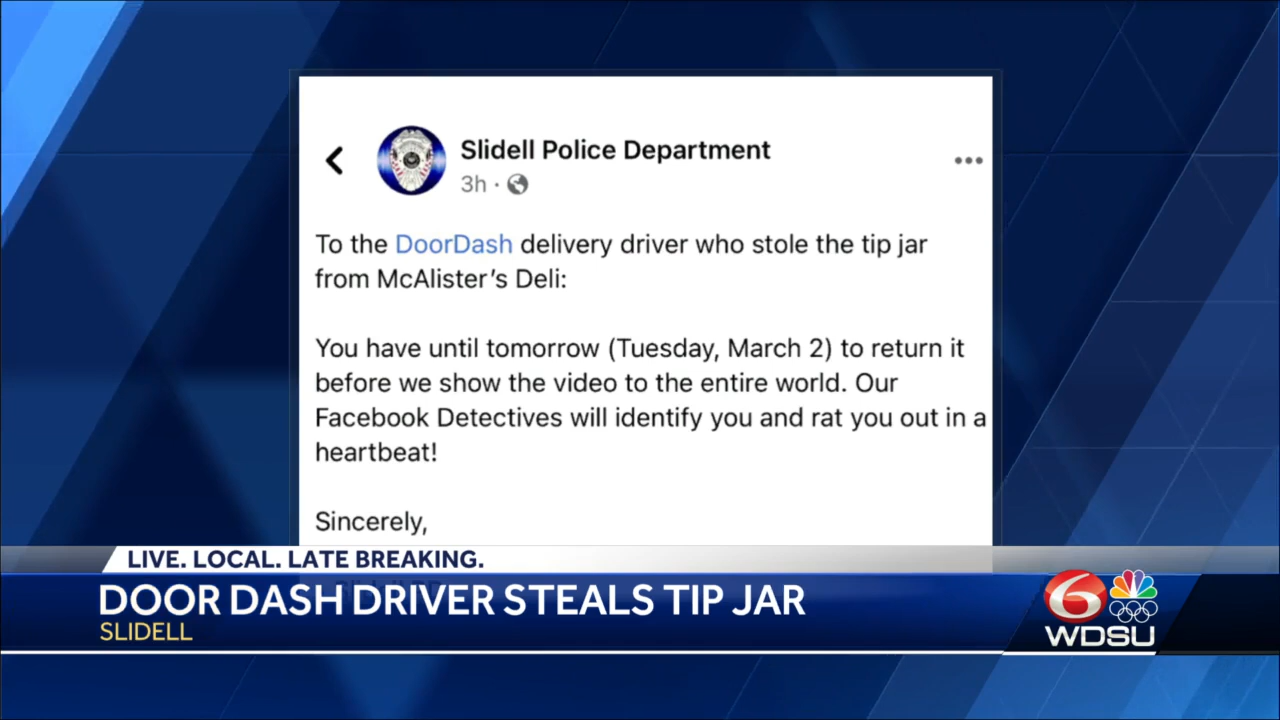 Slidell Police Department
3h ·
To the DoorDash delivery driver who stole the tip jar
from McAlister’s Deli:
You have until tomorrow (Tuesday, March 2) to return it
before we show the video to the entire world. Our
Facebook Detectives will identify you and rat you out in a
heartbeat!
Sincerely,
LIVE. LOCAL. LATE BREAKING.
DOOR DASH DRIVER STEALS TIP JAR
SLIDELL
6
WDSU